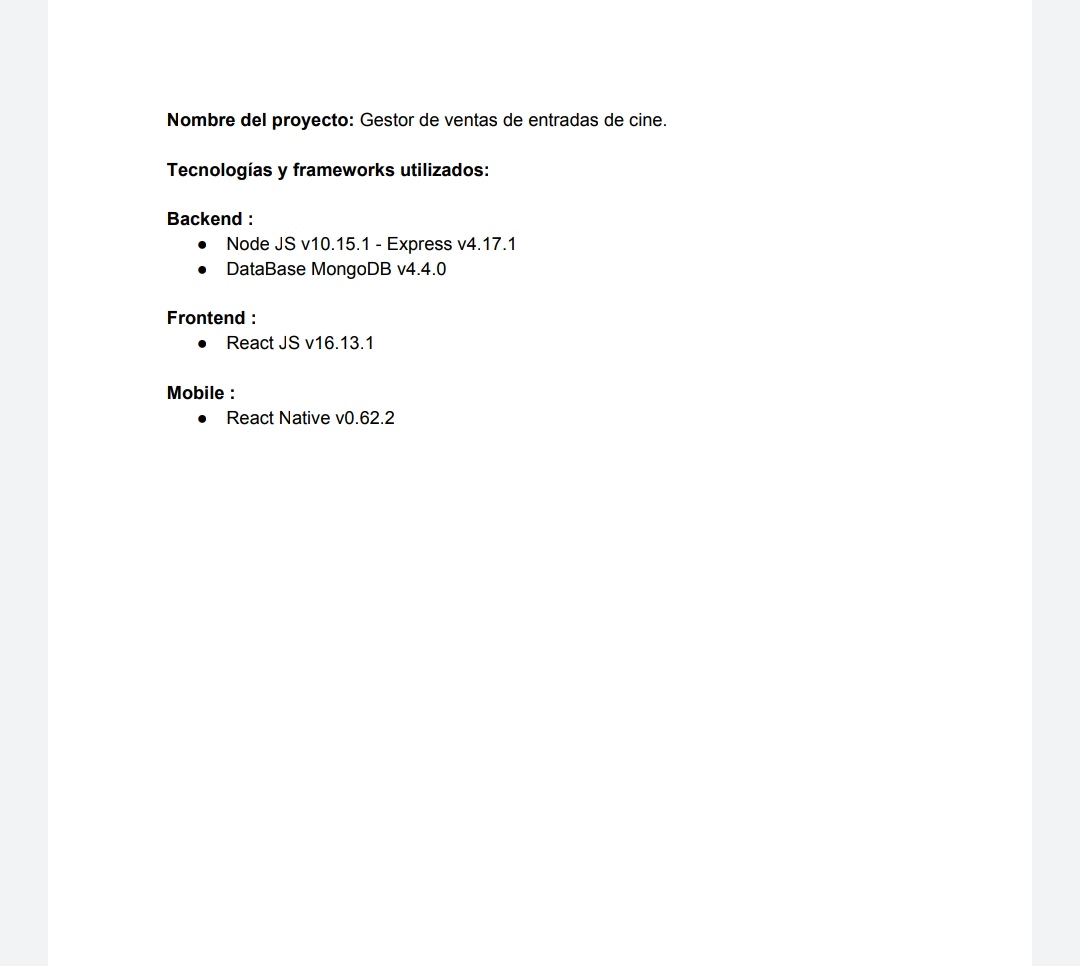 Nombre del proyecto: Gestor de ventas de entradas de cine.
Tecnologías y frameworks utilizados:
Backend :
● Node JS v10.15.1 - Express v4.17.1
● DataBase MongoDB v4.4.0
Frontend :
● React JS v16.13.1
Mobile :
● React Native v0.62.2